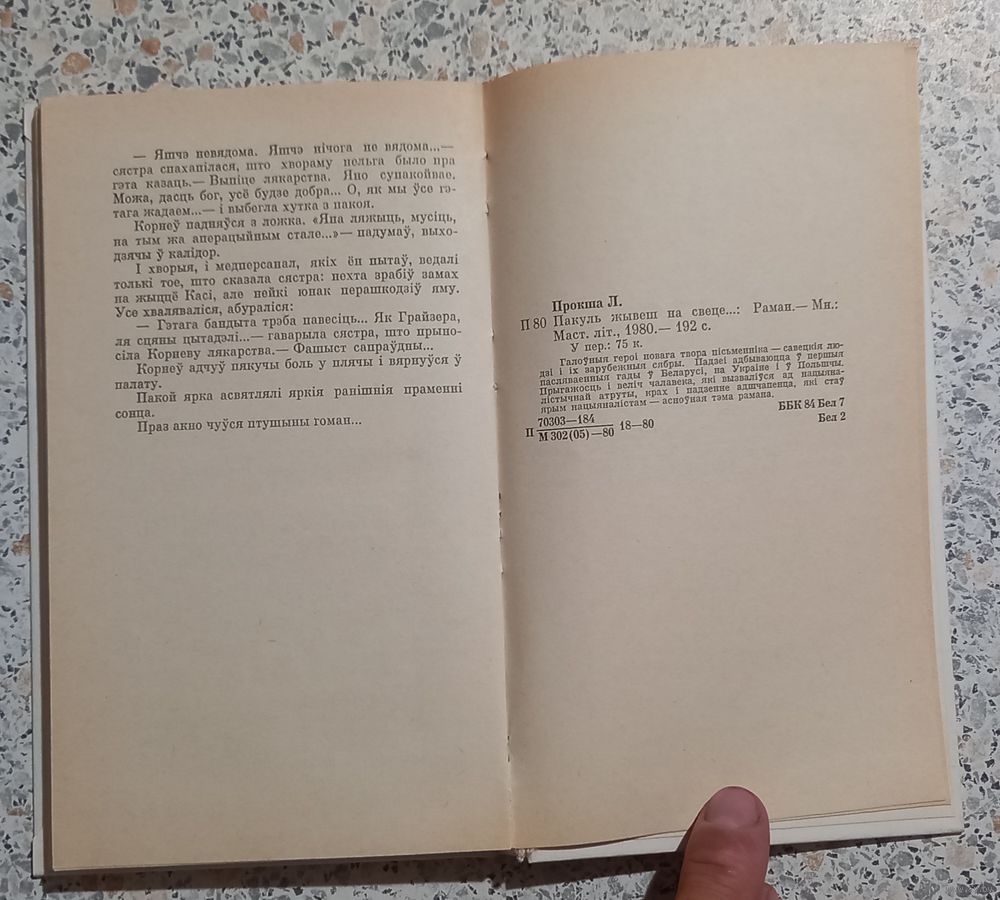 — Яшчэ невядома. Яшчэ нічога не вядома...—
сястра спахапілася, што хвораму нельга было пра
гэта казаць.— Выпіце лякарства. Яно супакойвае.
Можа, дасць бог, усё будзе добра... О, як мы ўсе гэ-
тага жадаем...— і выбегла хутка з пакоя.
Корнеў падняўся з ложка. «Яна ляжыць, мусіць,
на тым жа аперацыйным стале...»— падумаў, выхо-
дзячы ў калідор.
І хворыя, і медперсанал, якіх ён пытаў, ведалі
толькі тое, што сказала сястра: нехта зрабіў замах
на жыццё Касі, але нейкі юнак перашкодзіў яму.
Усе хваляваліся, абураліся:
— Гэтага бандыта трэба павесіць... Як Грайзера,
ля сцяны цытадэлі...— гаварыла сястра, што прыно-
сіла Корневу лякарства.— Фашыст сапраўдны...
Корнеў адчуў пякучы боль у плячы і вярнуўся ў
палату.
Пакой ярка асвятлялі яркія ранішнія праменні
сонца.
Праз акно чуўся птушыны гоман...
Прокша Л.
П 80 Пакуль жывеш на свеце...: Раман.— Мн.:
Маст. літ., 1980.— 192 с.
У пер.: 75 к.
Галоўныя героі новага твора пісьменніка — савецкія лю-
дзі і іх зарубежныя сябры. Падзеі адбываюцца ў першыя
пасляваенныя гады ў Беларусі, на Украіне і ў Польшчы.
Прыгажосць і веліч чалавека, які вызваліўся ад нацыяна-
лістычнай атруты, крах і падзенне адшчапенца, які стаў
ярым нацыяналістам — асноўная тэма рамана.
П 70303—184
М 302(05)—80 18—80
ББК 84 Бел 7
Бел 2